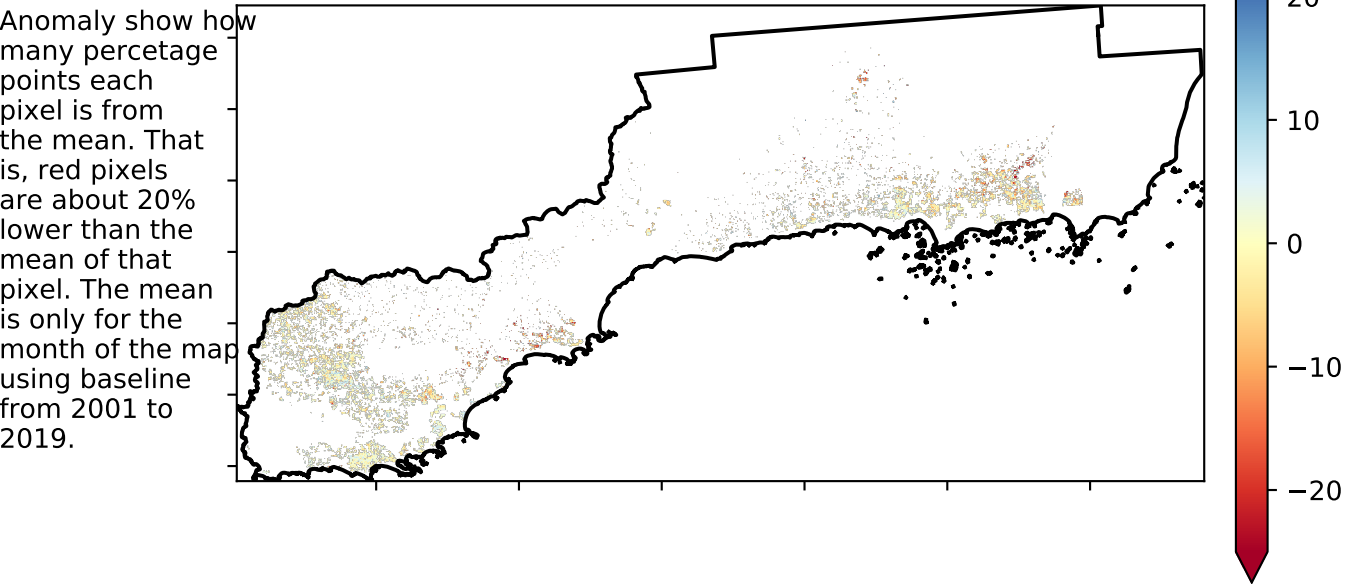 Anomaly show how
many percetage
points each
pixel is from
the mean. That
is, red pixels
are about 20%
lower than the
mean of that
pixel. The mean
is only for the
month of the map
using baseline
from 2001 to
2019.
20
10
0
−10
−20